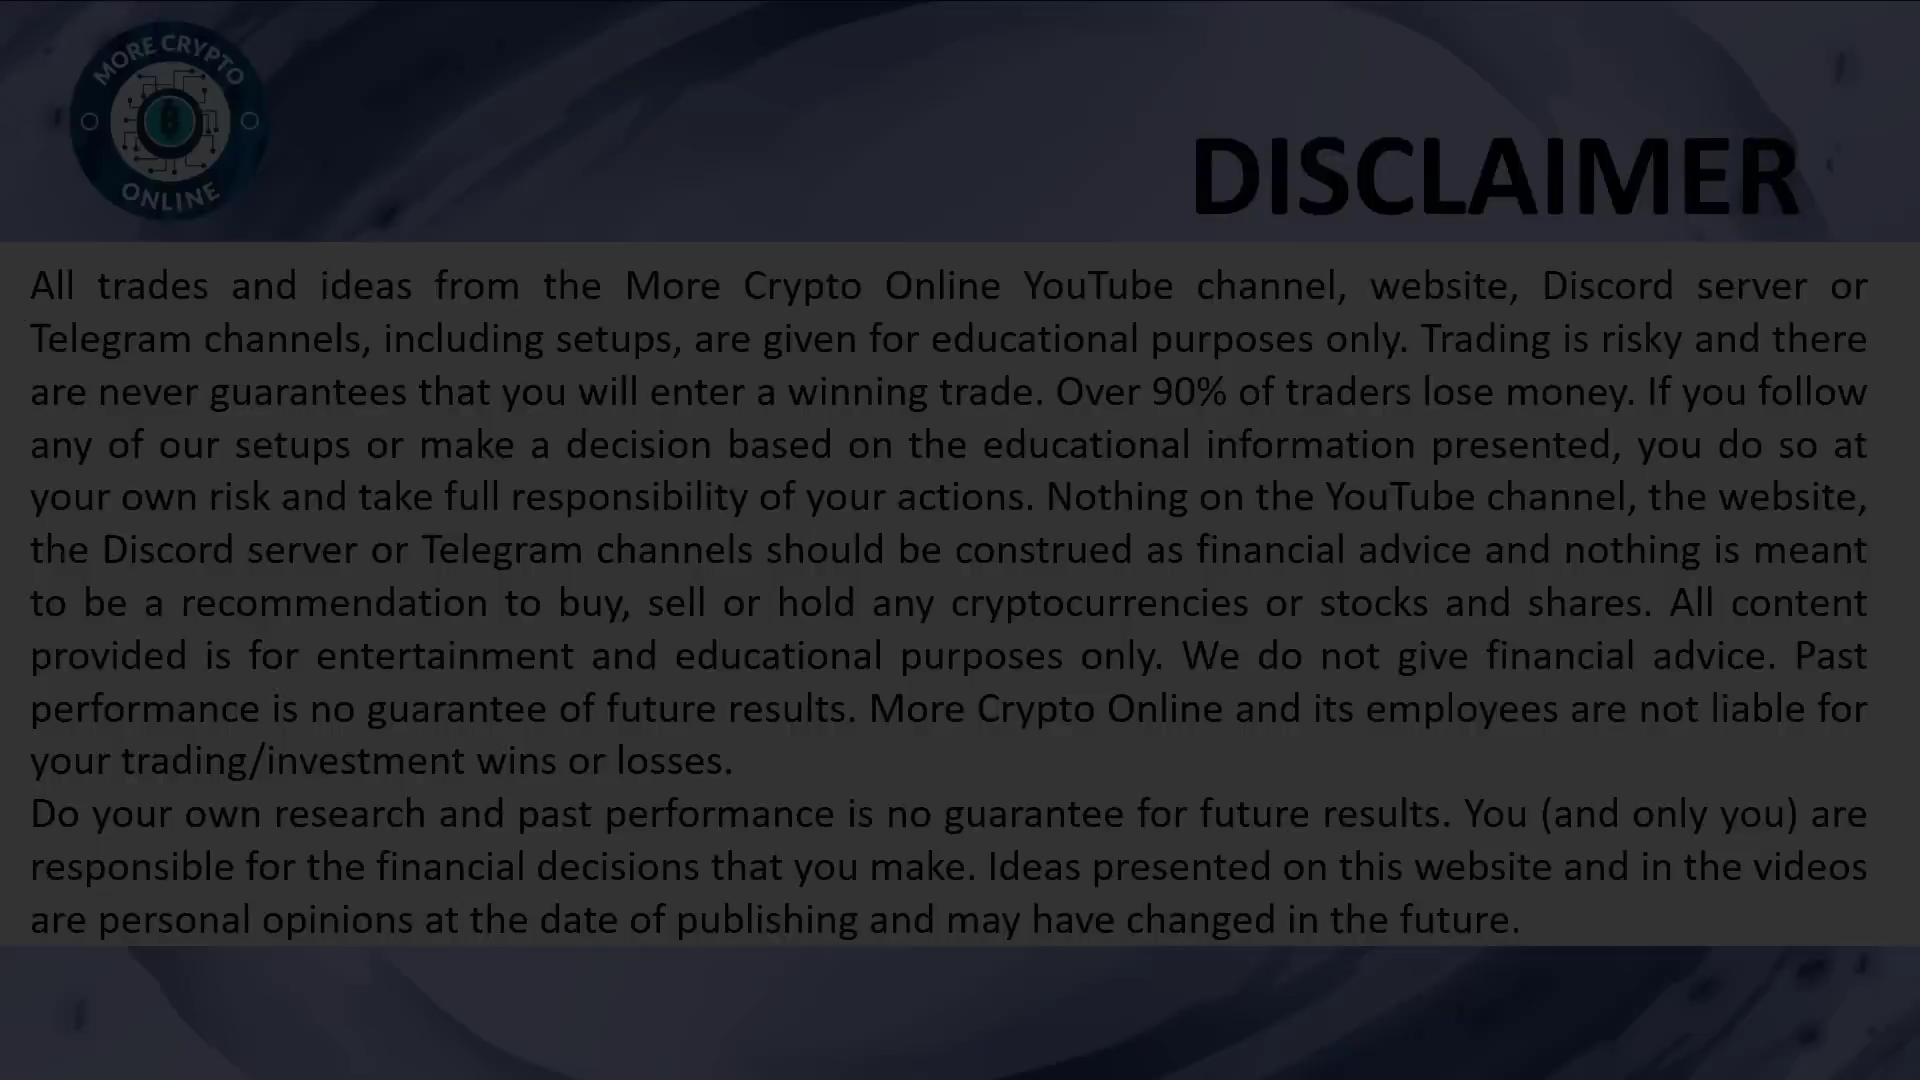 MORE CRYPTO
ONLINE
DISCLAIMER
All trades and ideas from the More Crypto Online YouTube channel, website, Discord server or
Telegram channels, including setups, are given for educational purposes only. Trading is risky and there
are never guarantees that you will enter a winning trade. Over 90% of traders lose money. If you follow
any of our setups or make a decision based on the educational information presented, you do so at
your own risk and take full responsibility of your actions. Nothing on the YouTube channel, the website,
the Discord server or Telegram channels should be construed as financial advice and nothing is meant
to be a recommendation to buy, sell or hold any cryptocurrencies or stocks and shares. All content
provided is for entertainment and educational purposes only. We do not give financial advice. Past
performance is no guarantee of future results. More Crypto Online and its employees are not liable for
your trading/investment wins or losses.
Do your own research and past performance is no guarantee for future results. You (and only you) are
responsible for the financial decisions that you make. Ideas presented on this website and in the videos
are personal opinions at the date of publishing and may have changed in the future.